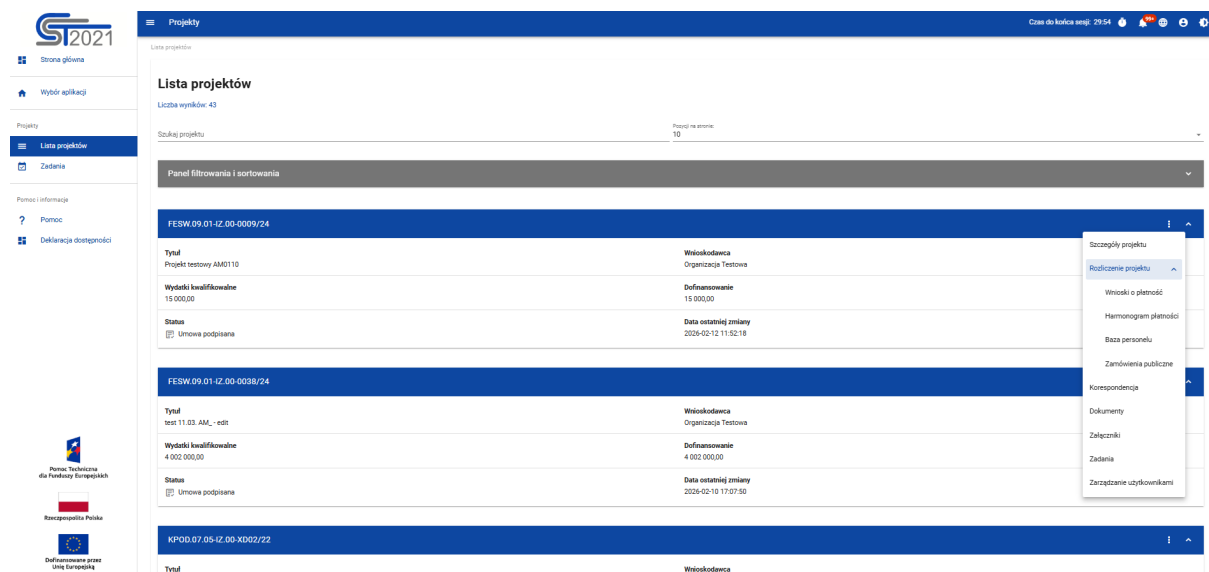 CST2021
Projekty
Czas do końca sesji: 29:54
99+
Strona główna
Wybór aplikacji
Projekty
Lista projektów
Zadania
Pomoc i informacje
Pomoc
Deklaracja dostępności
Pomoc Techniczna
dla Funduszy Europejskich
Rzeczpospolita Polska
Dofinansowane przez
Unię Europejską
Lista projektów
Lista projektów
Liczba wyników: 43
Szukaj projektu
Pozycji na stronie:
10
Panel filtrowania i sortowania
FESW.09.01-IZ.00-0009/24
Tytuł
Projekt testowy AM0110
Wnioskodawca
Organizacja Testowa
Wydatki kwalifikowalne
15 000,00
Dofinansowanie
15 000,00
Status
Umowa podpisana
Data ostatniej zmiany
2026-02-12 11:52:18
Szczegóły projektu
Rozliczenie projektu
Wnioski o płatność
Harmonogram płatności
Baza personelu
Zamówienia publiczne
Korespondencja
Dokumenty
Załączniki
Zadania
Zarządzanie użytkownikami
FESW.09.01-IZ.00-0038/24
Tytuł
test 11.03. AM_ - edit
Wnioskodawca
Organizacja Testowa
Wydatki kwalifikowalne
4 002 000,00
Dofinansowanie
4 002 000,00
Status
Umowa podpisana
Data ostatniej zmiany
2026-02-10 17:07:50
KPOD.07.05-IZ.00-XD02/22
Tytuł
Wnioskodawca